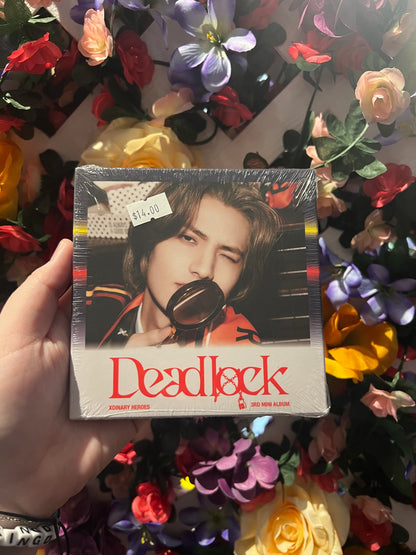 $14.00
Deadlock
XDINARY HEROES
3RD MINI ALBUM